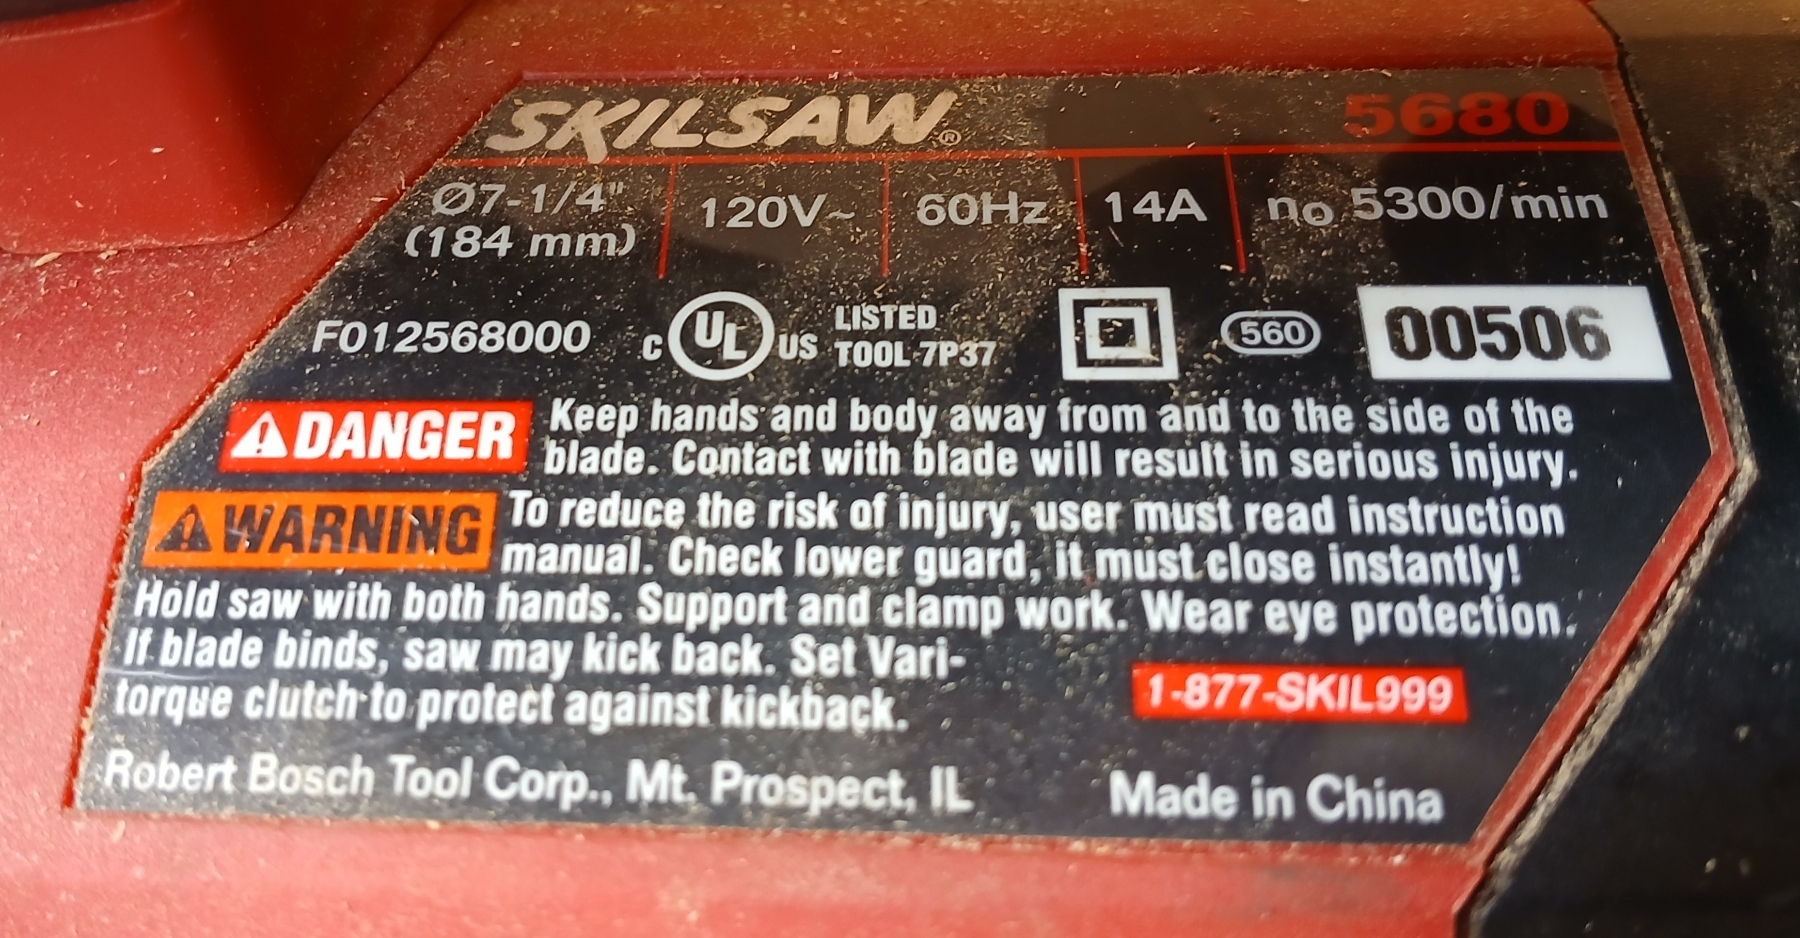 SKILSAW® 5680
Ø7-1/4" 120V~ 60Hz 14A no 5300/min
(184 mm)
F012568000 C UL US LISTED 560 00506
TOOL 7P37
DANGER Keep hands and body away from and to the side of the
blade. Contact with blade will result in serious injury.
WARNING To reduce the risk of injury, user must read instruction
manual. Check lower guard, it must close instantly!
Hold saw with both hands. Support and clamp work. Wear eye protection.
If blade binds, saw may kick back. Set Vari-
torque clutch to protect against kickback.
1-877-SKIL999
Robert Bosch Tool Corp., Mt. Prospect, IL Made in China